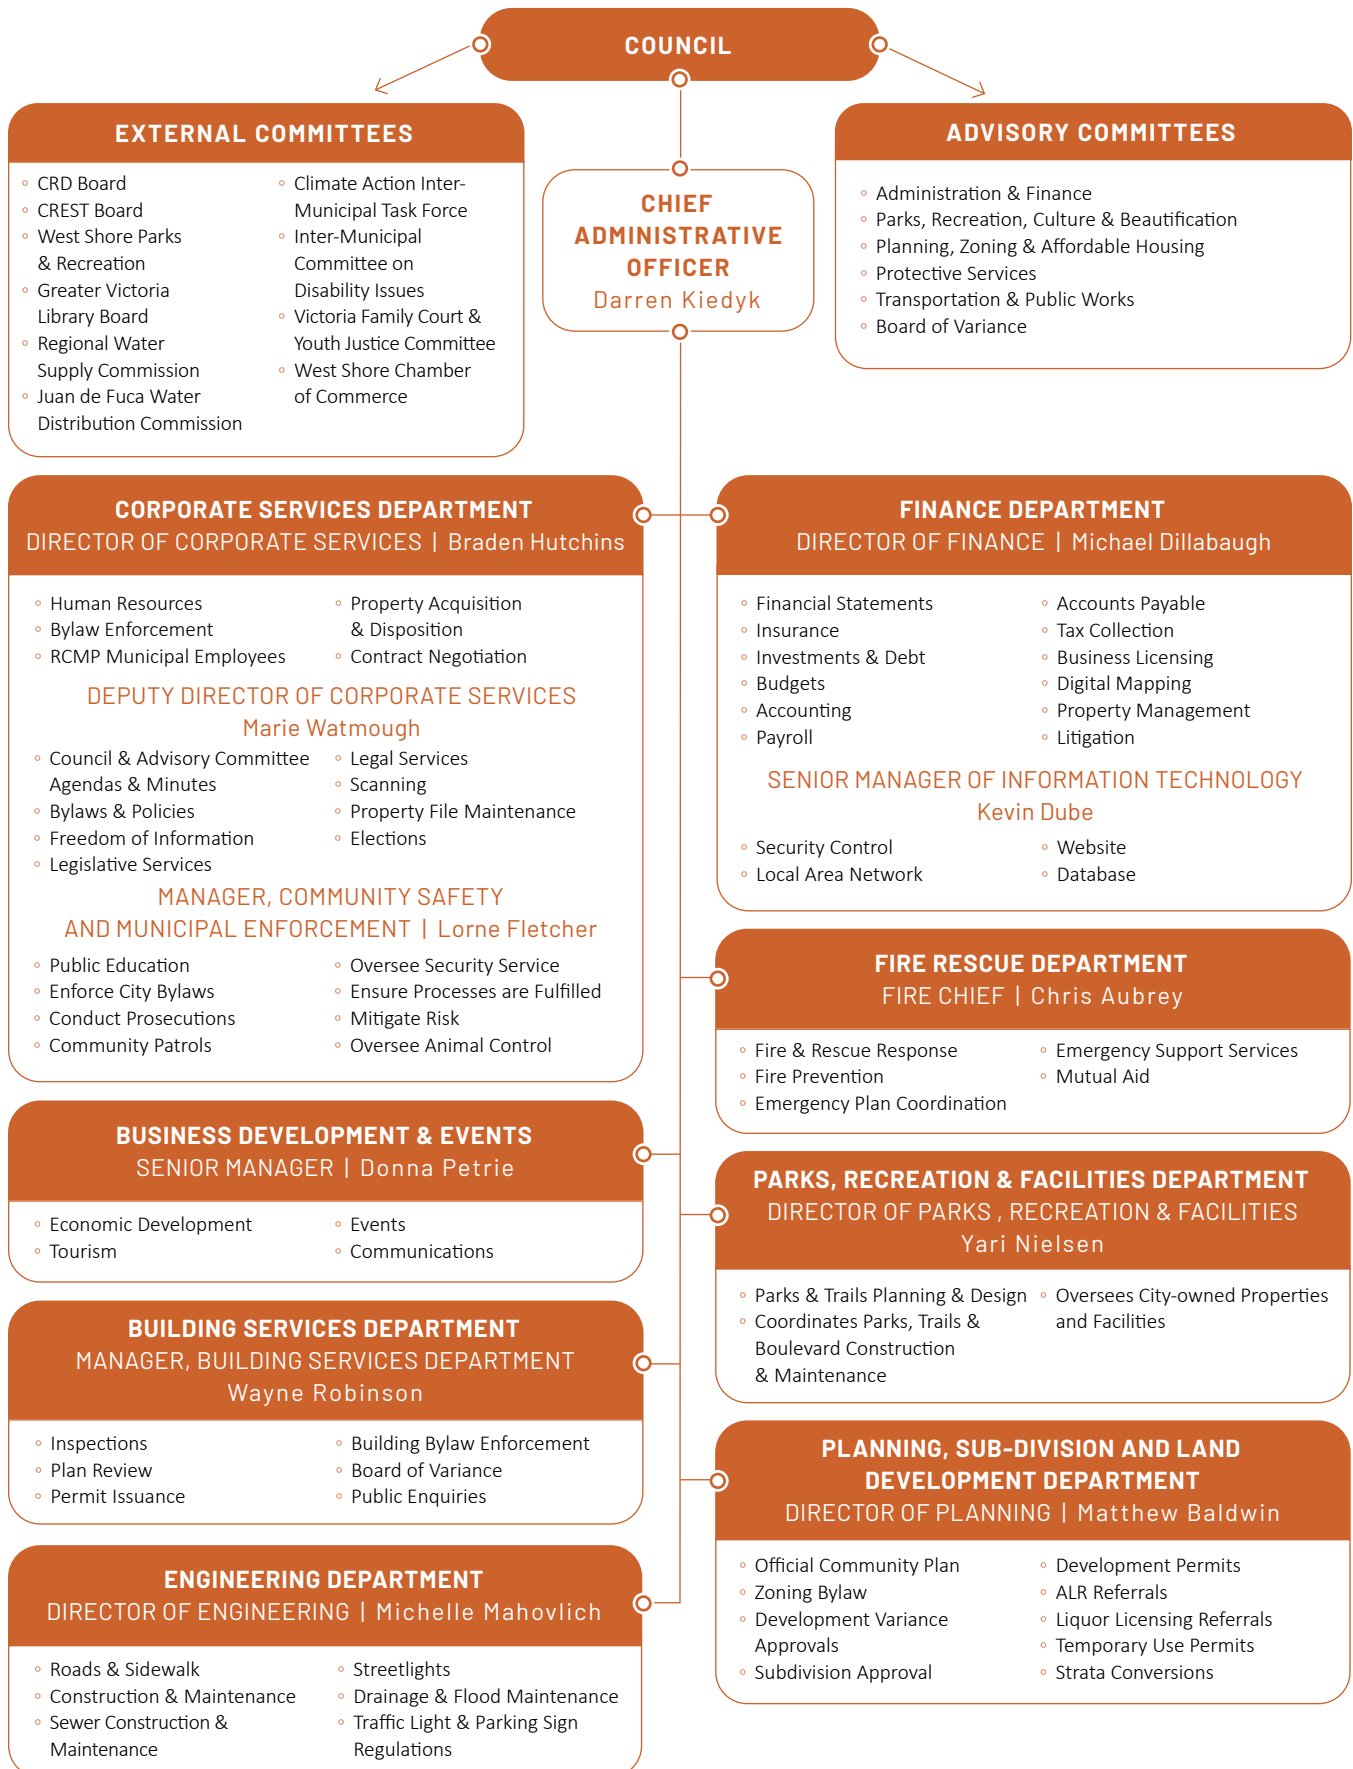 COUNCIL
EXTERNAL COMMITTEES
CRD Board
CREST Board
West Shore Parks
& Recreation
Greater Victoria
Library Board
Regional Water
Supply Commission
Juan de Fuca Water
Distribution Commission
Climate Action Inter-
Municipal Task Force
Inter-Municipal
Committee on
Disability Issues
Victoria Family Court &
Youth Justice Committee
West Shore Chamber
of Commerce
CHIEF
ADMINISTRATIVE
OFFICER
Darren Kiedyk
ADVISORY COMMITTEES
Administration & Finance
Parks, Recreation, Culture & Beautification
Planning, Zoning & Affordable Housing
Protective Services
Transportation & Public Works
Board of Variance
CORPORATE SERVICES DEPARTMENT
DIRECTOR OF CORPORATE SERVICES | Braden Hutchins
Human Resources
Bylaw Enforcement
RCMP Municipal Employees
Property Acquisition
& Disposition
Contract Negotiation
DEPUTY DIRECTOR OF CORPORATE SERVICES
Marie Watmough
Council & Advisory Committee
Agendas & Minutes
Bylaws & Policies
Freedom of Information
Legislative Services
Legal Services
Scanning
Property File Maintenance
Elections
MANAGER, COMMUNITY SAFETY
AND MUNICIPAL ENFORCEMENT | Lorne Fletcher
Public Education
Enforce City Bylaws
Conduct Prosecutions
Community Patrols
Oversee Security Service
Ensure Processes are Fulfilled
Mitigate Risk
Oversee Animal Control
FINANCE DEPARTMENT
DIRECTOR OF FINANCE | Michael Dillabaugh
Financial Statements
Insurance
Investments & Debt
Budgets
Accounting
Payroll
Accounts Payable
Tax Collection
Business Licensing
Digital Mapping
Property Management
Litigation
SENIOR MANAGER OF INFORMATION TECHNOLOGY
Kevin Dube
Security Control
Local Area Network
Website
Database
FIRE RESCUE DEPARTMENT
FIRE CHIEF | Chris Aubrey
Fire & Rescue Response
Fire Prevention
Emergency Plan Coordination
Emergency Support Services
Mutual Aid
BUSINESS DEVELOPMENT & EVENTS
SENIOR MANAGER | Donna Petrie
Economic Development
Tourism
Events
Communications
PARKS, RECREATION & FACILITIES DEPARTMENT
DIRECTOR OF PARKS , RECREATION & FACILITIES
Yari Nielsen
Parks & Trails Planning & Design
Coordinates Parks, Trails &
Boulevard Construction
& Maintenance
Oversees City-owned Properties
and Facilities
BUILDING SERVICES DEPARTMENT
MANAGER, BUILDING SERVICES DEPARTMENT
Wayne Robinson
Inspections
Plan Review
Permit Issuance
Building Bylaw Enforcement
Board of Variance
Public Enquiries
PLANNING, SUB-DIVISION AND LAND
DEVELOPMENT DEPARTMENT
DIRECTOR OF PLANNING | Matthew Baldwin
Official Community Plan
Zoning Bylaw
Development Variance
Approvals
Subdivision Approval
Development Permits
ALR Referrals
Liquor Licensing Referrals
Temporary Use Permits
Strata Conversions
ENGINEERING DEPARTMENT
DIRECTOR OF ENGINEERING | Michelle Mahovlich
Roads & Sidewalk
Construction & Maintenance
Sewer Construction &
Maintenance
Streetlights
Drainage & Flood Maintenance
Traffic Light & Parking Sign
Regulations